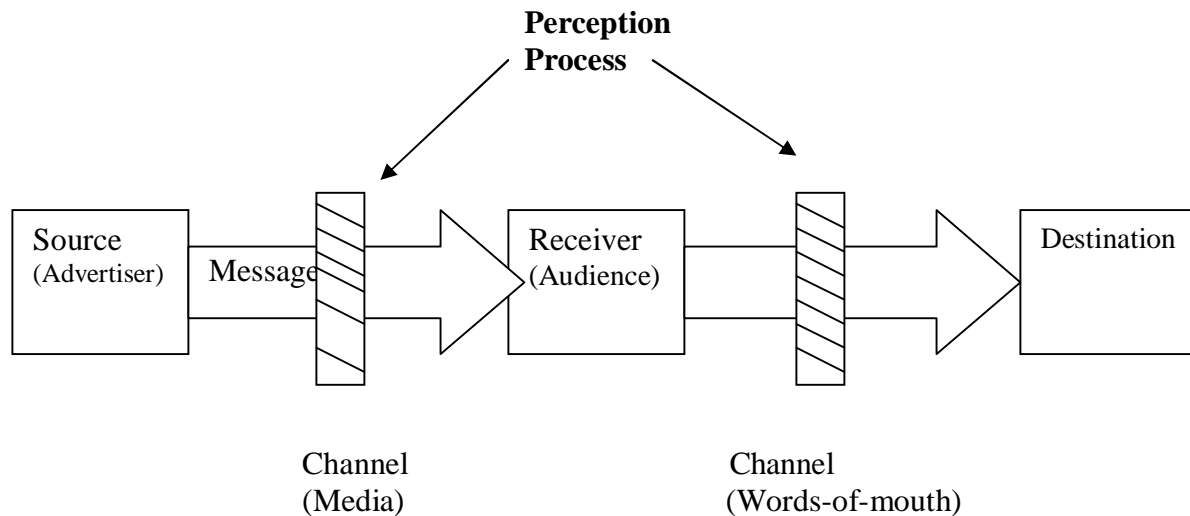 Perception
Process
Source
(Advertiser)
Message
Receiver
(Audience)
Destination
Channel
(Media)
Channel
(Words-of-mouth)